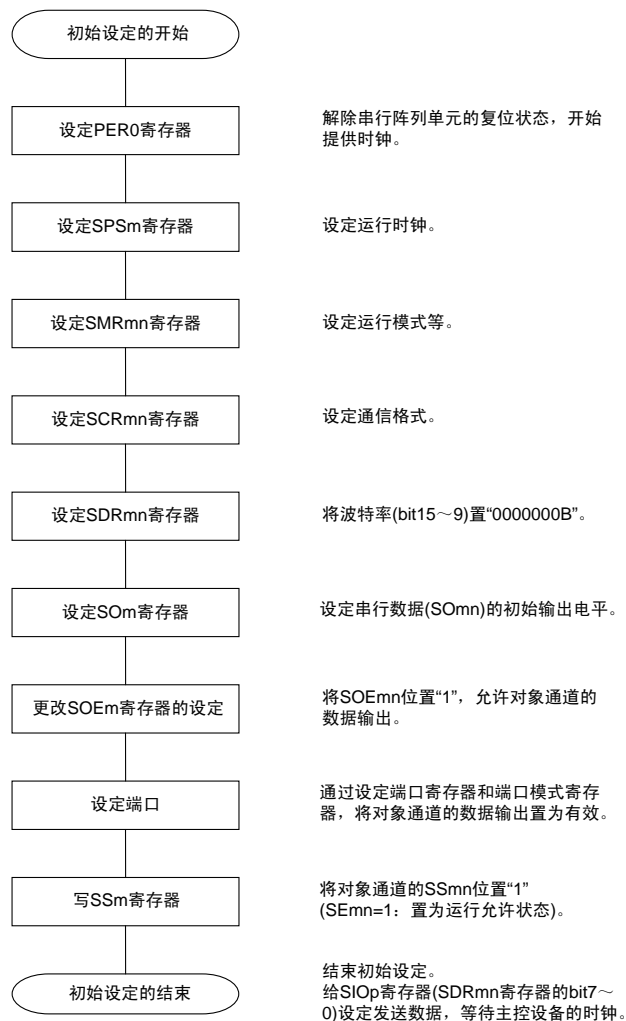 初始设定的开始
设定PER0寄存器
解除串行阵列单元的复位状态，开始
提供时钟。
设定SPSm寄存器
设定运行时钟。
设定SMRmn寄存器
设定运行模式等。
设定SCRmn寄存器
设定通信格式。
设定SDRmn寄存器
将波特率(bit15～9)置“0000000B”。
设定SOm寄存器
设定串行数据(SOmn)的初始输出电平。
更改SOEm寄存器的设定
将SOEmn位置“1”，允许对象通道的
数据输出。
设定端口
通过设定端口寄存器和端口模式寄存
器，将对象通道的数据输出置为有效。
写SSm寄存器
将对象通道的SSmn位置“1”
(SEmn=1：置为运行允许状态)。
初始设定的结束
结束初始设定。
给SIOp寄存器(SDRmn寄存器的bit7～
0)设定发送数据，等待主控设备的时钟。